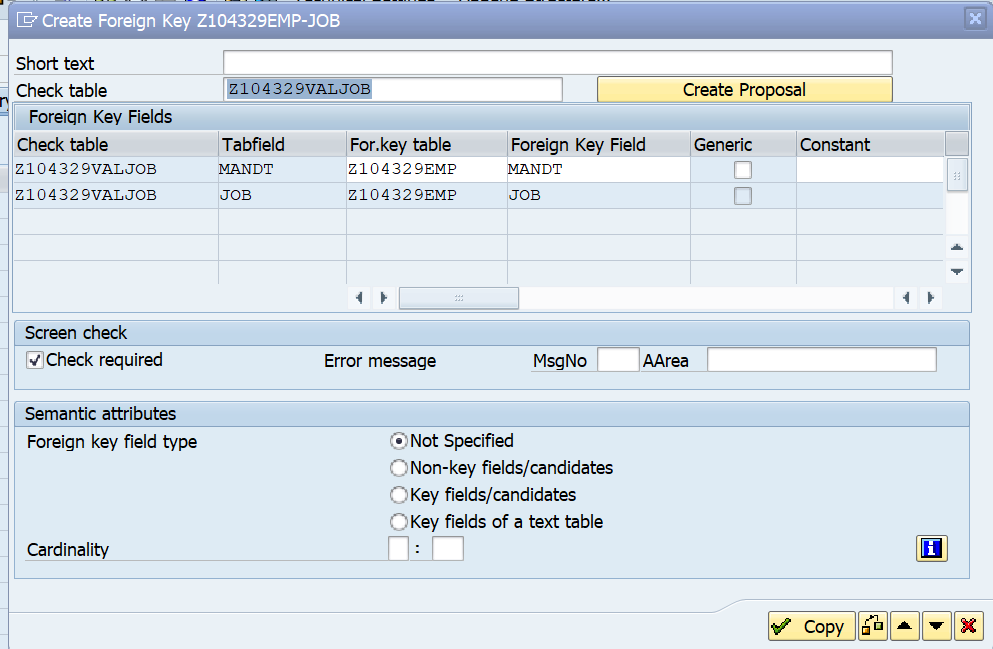 Create Foreign Key Z104329EMP-JOB
Short text
Check table Z104329VALJOB Create Proposal
Foreign Key Fields
Check table Tabfield For.key table Foreign Key Field Generic Constant
Z104329VALJOB MANDT Z104329EMP MANDT
Z104329VALJOB JOB Z104329EMP JOB
Screen check
Check required Error message MsgNo AArea
Semantic attributes
Foreign key field type Not Specified
Non-key fields/candidates
Key fields/candidates
Key fields of a text table
Cardinality :
Copy